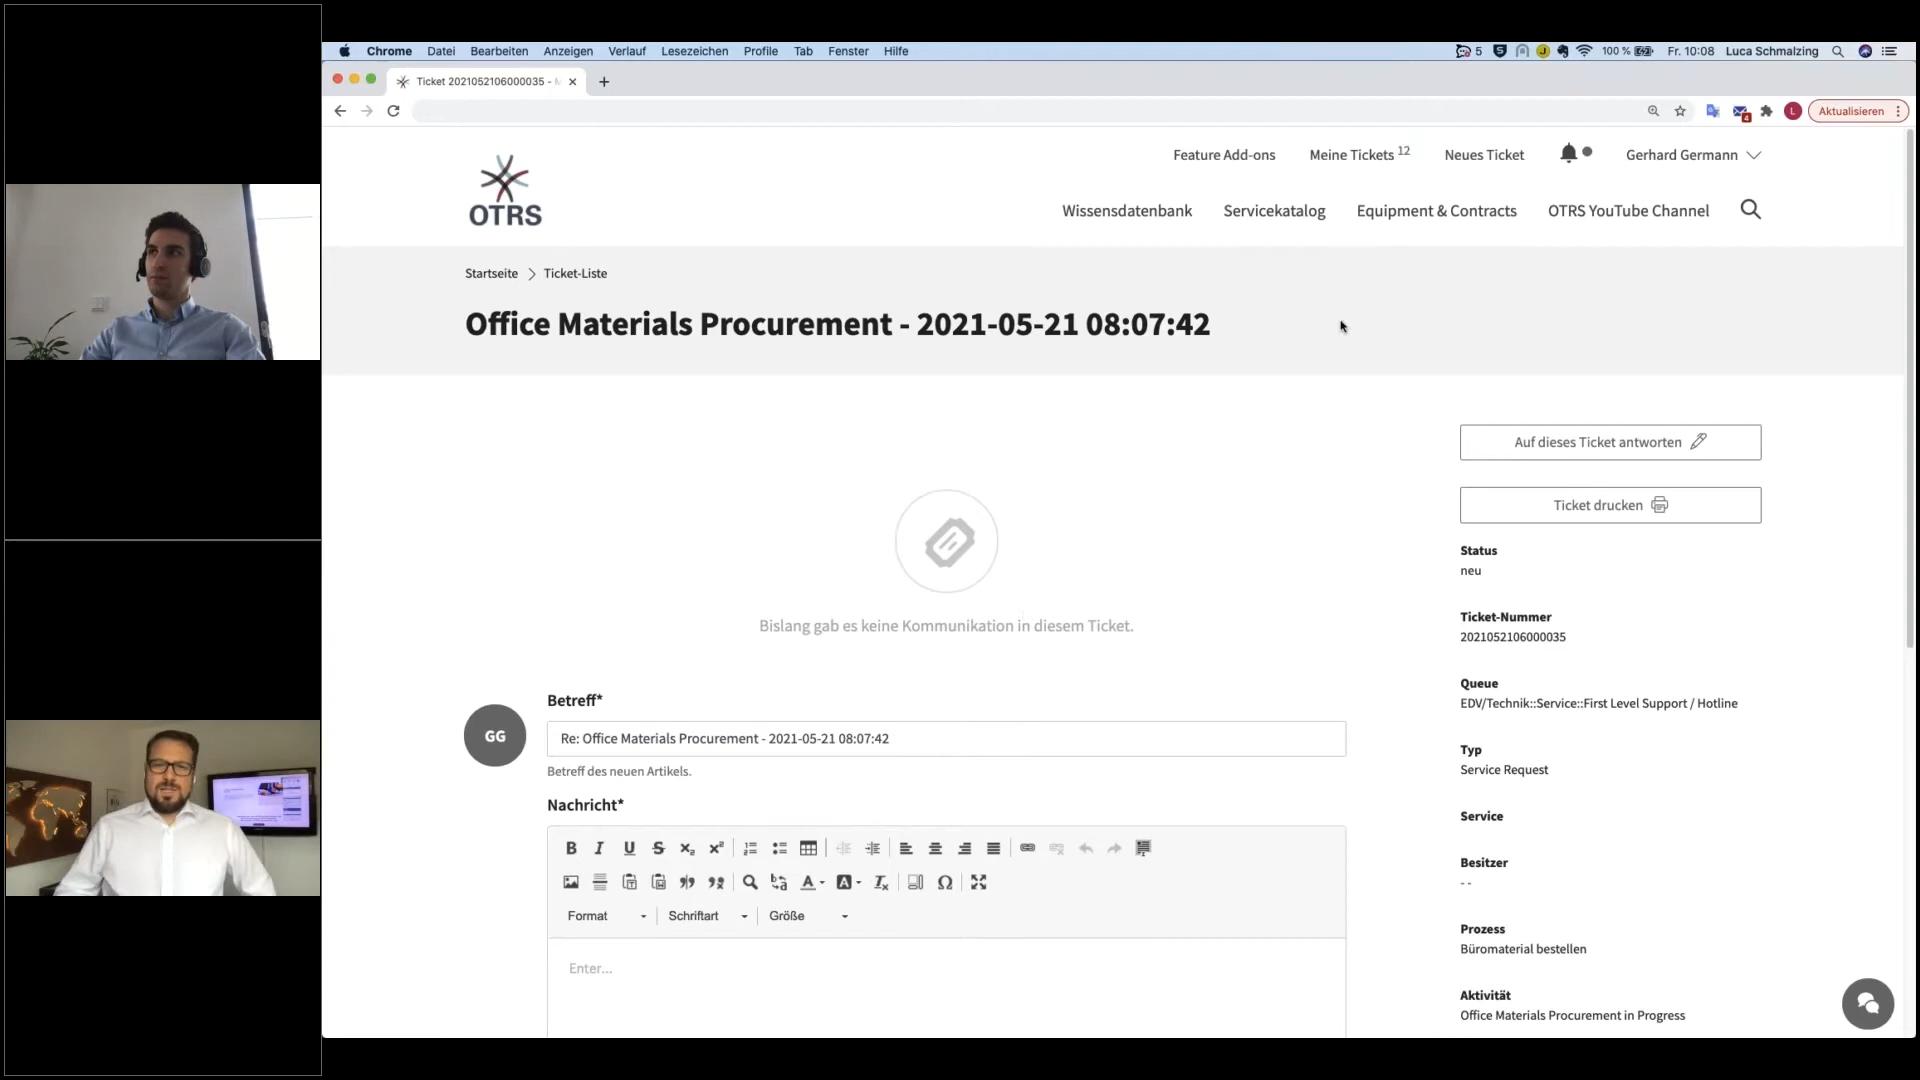 Chrome Datei Bearbeiten Anzeigen Verlauf Lesezeichen Profile Tab Fenster Hilfe
5 100 % Fr. 10:08 Luca Schmalzing
Ticket 2021052106000035 -
4 L Aktualisieren
Feature Add-ons Meine Tickets 12 Neues Ticket Gerhard Germann
OTRS
Wissensdatenbank Servicekatalog Equipment & Contracts OTRS YouTube Channel
Startseite Ticket-Liste
Office Materials Procurement - 2021-05-21 08:07:42
Auf dieses Ticket antworten
Ticket drucken
Bislang gab es keine Kommunikation in diesem Ticket.
GG
Betreff*
Re: Office Materials Procurement - 2021-05-21 08:07:42
Betreff des neuen Artikels.
Nachricht*
Format Schriftart Größe
Enter...
Status
neu
Ticket-Nummer
2021052106000035
Queue
EDV/Technik::Service::First Level Support / Hotline
Typ
Service Request
Service
Besitzer
- -
Prozess
Büromaterial bestellen
Aktivität
Office Materials Procurement in Progress